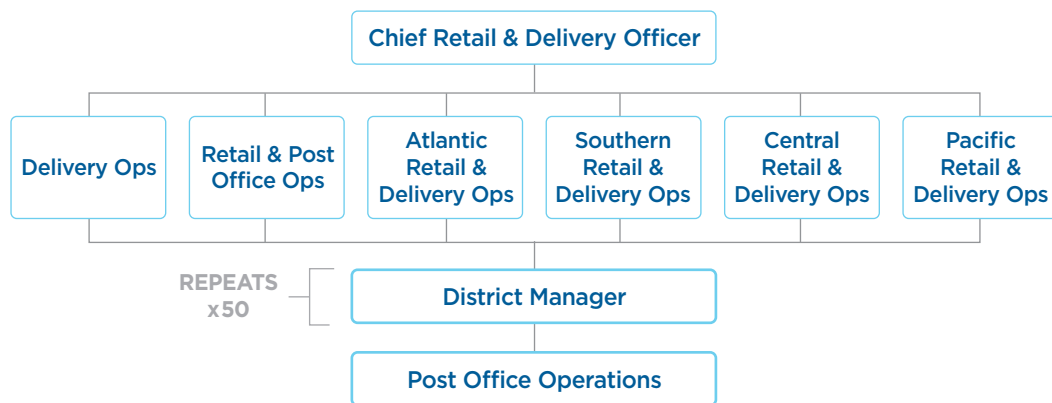 Chief Retail & Delivery Officer
Delivery Ops
Retail & Post
Office Ops
Atlantic
Retail &
Delivery Ops
Southern
Retail &
Delivery Ops
Central
Retail &
Delivery Ops
Pacific
Retail &
Delivery Ops
REPEATS
x50
District Manager
Post Office Operations